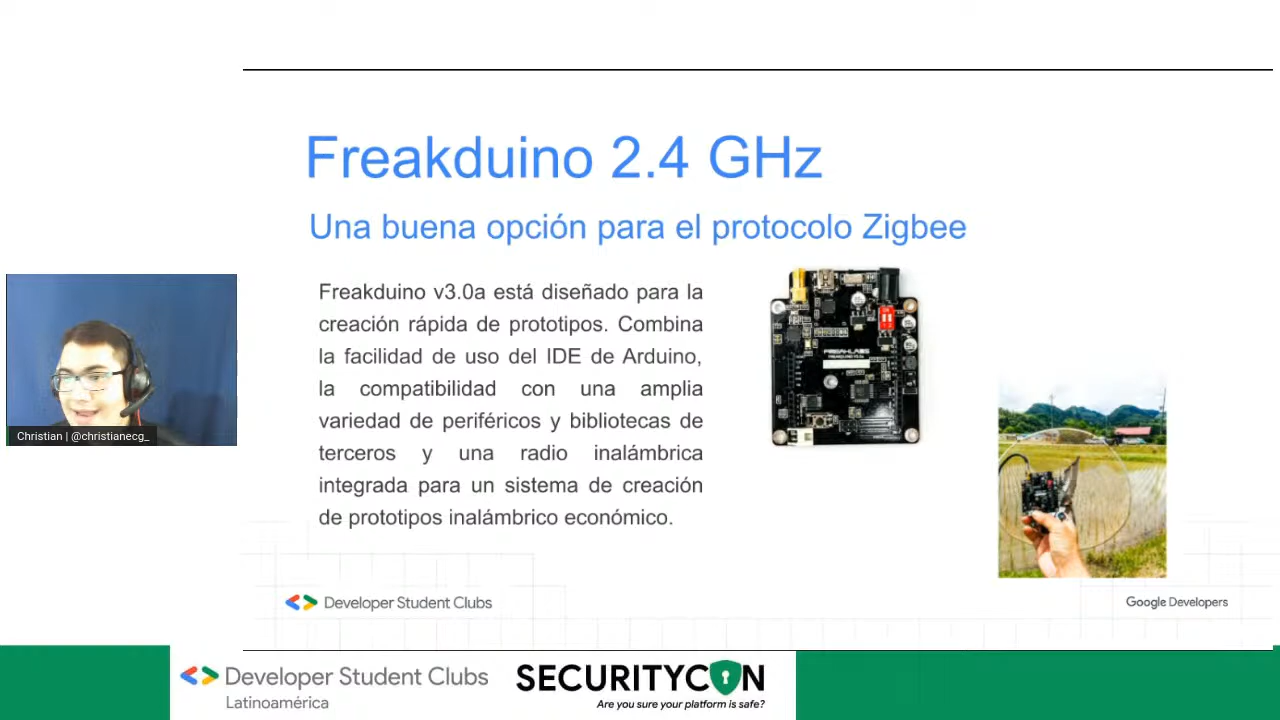 Freakduino 2.4 GHz
Una buena opción para el protocolo Zigbee
Freakduino v3.0a está diseñado para la
creación rápida de prototipos. Combina
la facilidad de uso del IDE de Arduino,
la compatibilidad con una amplia
variedad de periféricos y bibliotecas de
terceros y una radio inalámbrica
integrada para un sistema de creación
de prototipos inalámbrico económico.
FREAKLABS
Christian | @christianecg_
Developer Student Clubs
Google Developers
Developer Student Clubs
Latinoamérica
SECURITYCON
Are you sure your platform is safe?